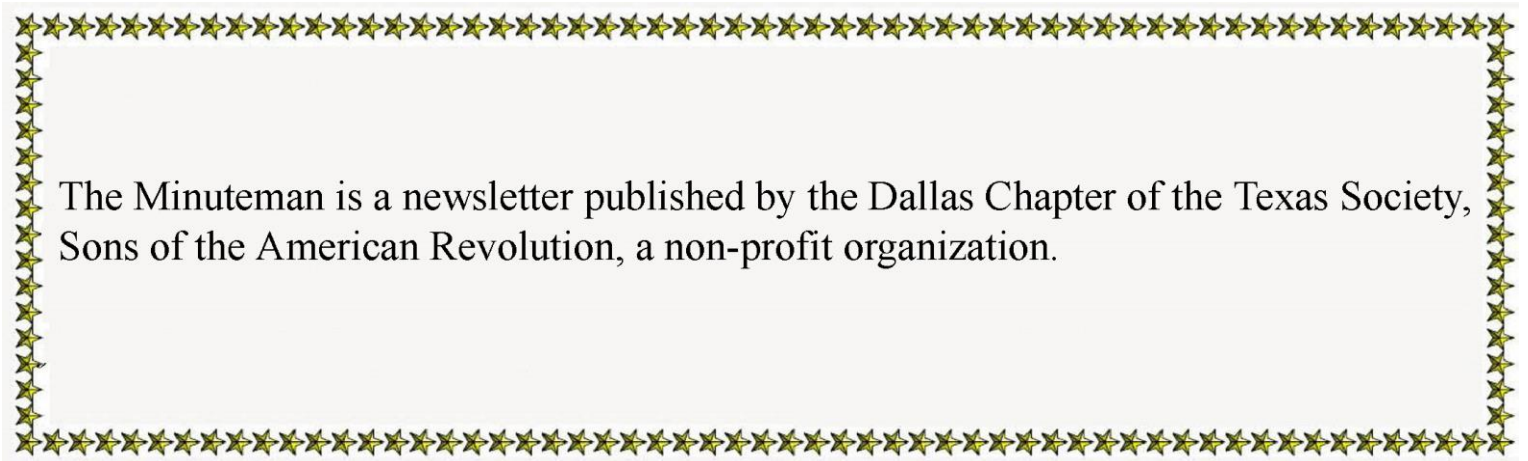 The Minuteman is a newsletter published by the Dallas Chapter of the Texas Society,
Sons of the American Revolution, a non-profit organization.